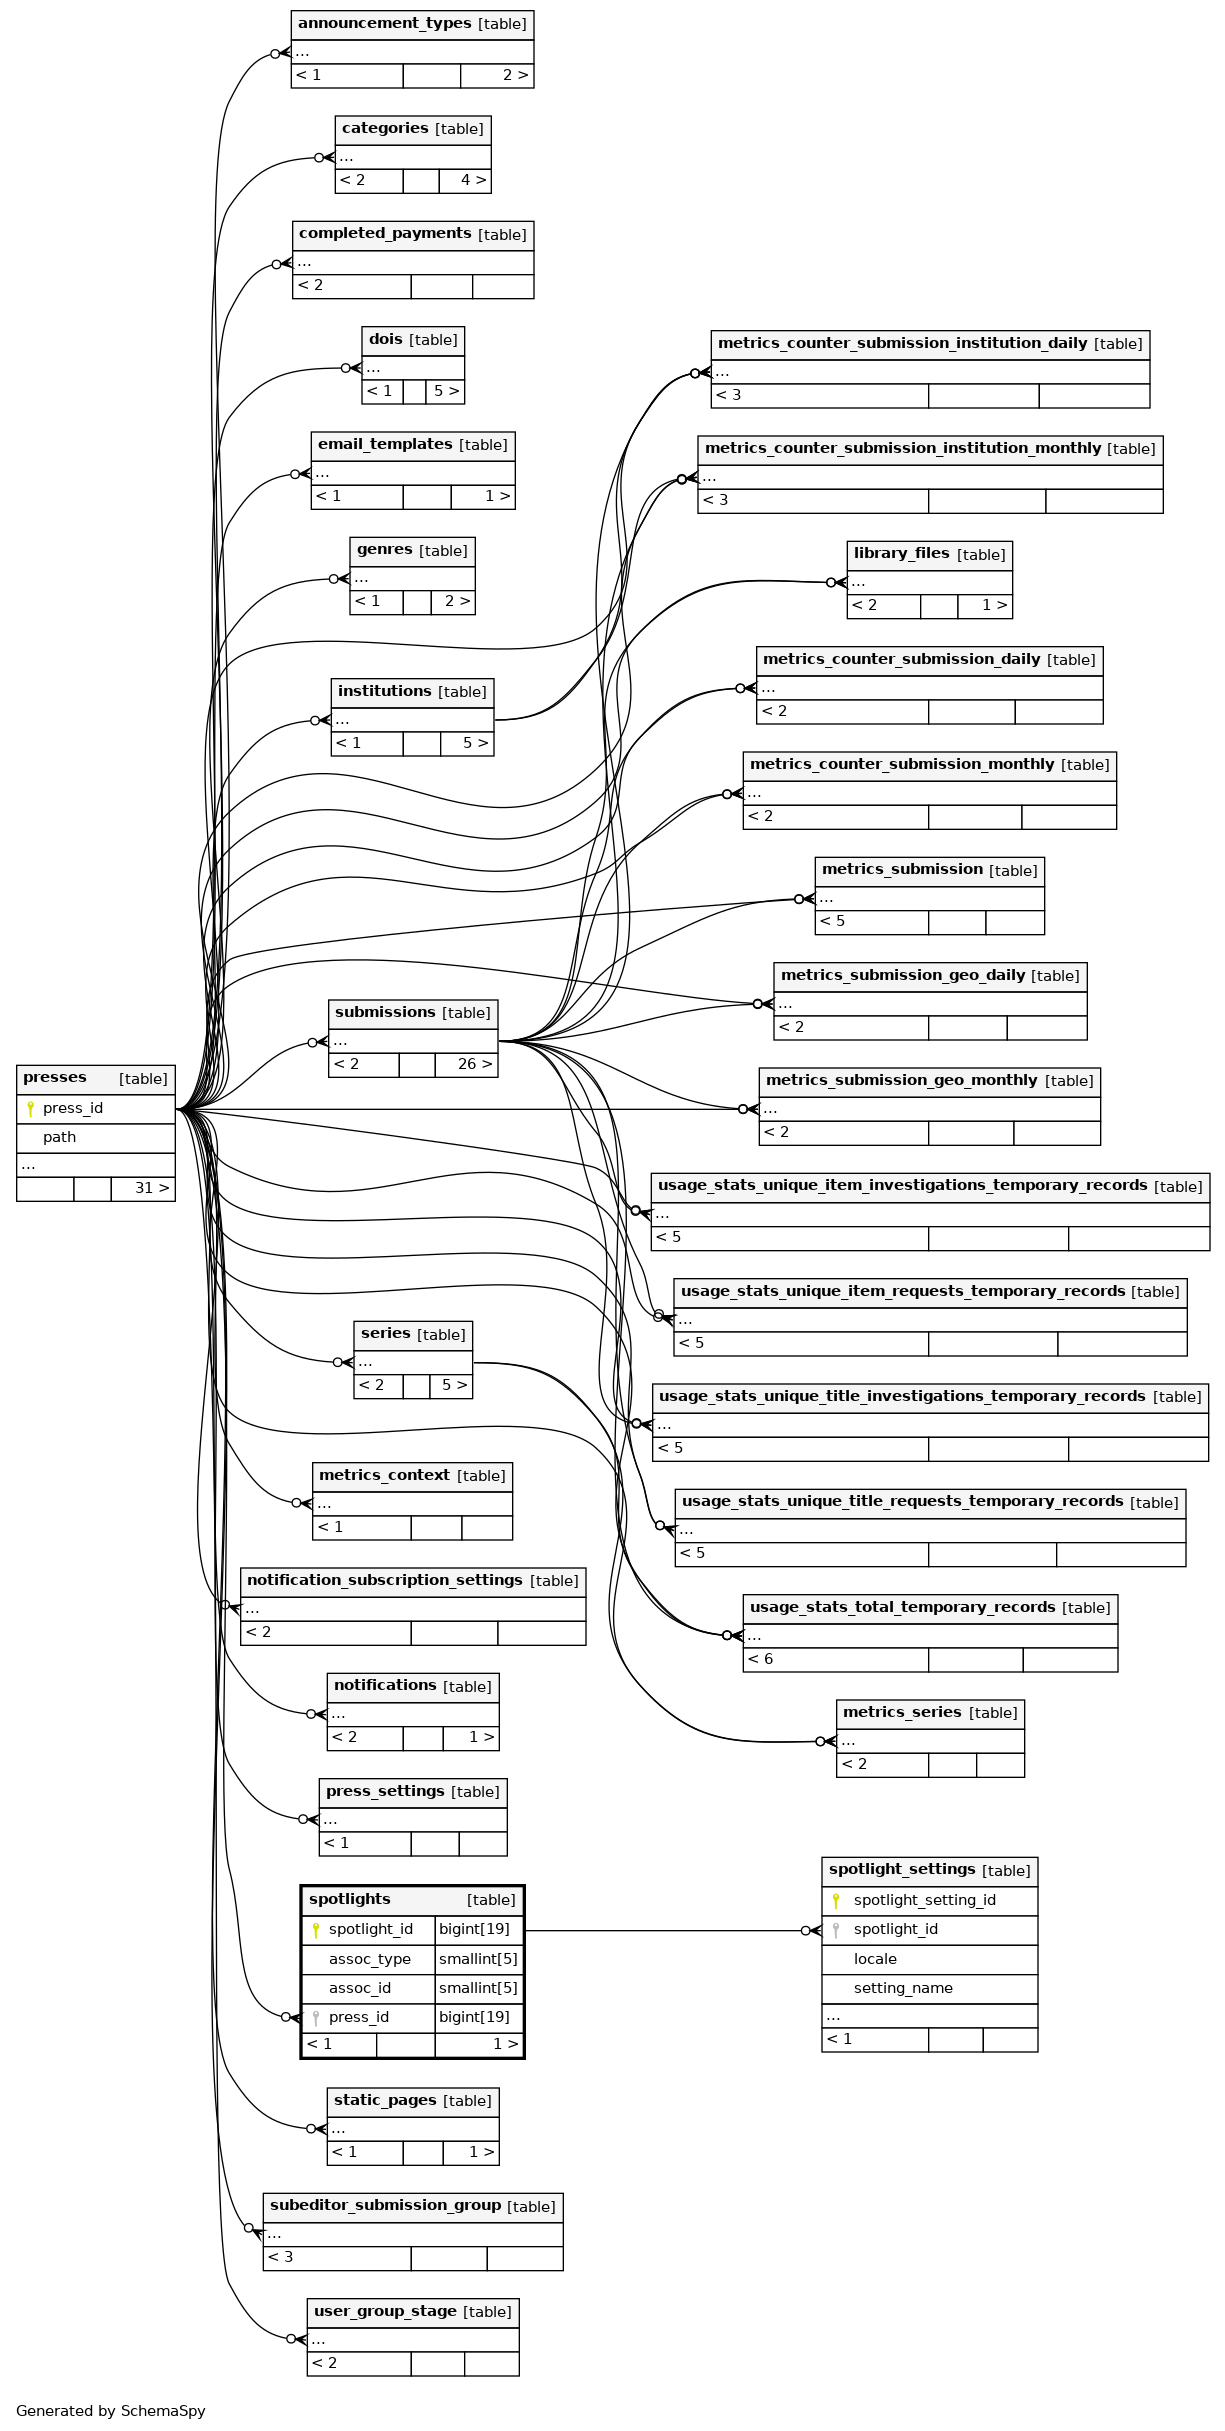 announcement_types [table]
...
< 1 2 >
categories [table]
...
< 2 4 >
completed_payments [table]
...
< 2
dois [table]
...
< 1 5 >
email_templates [table]
...
< 1 1 >
genres [table]
...
< 1 2 >
institutions [table]
...
< 1 5 >
submissions [table]
...
< 2 26 >
presses [table]
press_id
path
...
31 >
series [table]
...
< 2 5 >
metrics_context [table]
...
< 1
notification_subscription_settings [table]
...
< 2
notifications [table]
...
< 2 1 >
press_settings [table]
...
< 1
spotlights [table]
spotlight_id bigint[19]
assoc_type smallint[5]
assoc_id smallint[5]
press_id bigint[19]
< 1 1 >
static_pages [table]
...
< 1 1 >
subeditor_submission_group [table]
...
< 3
user_group_stage [table]
...
< 2
metrics_counter_submission_institution_daily [table]
...
< 3
metrics_counter_submission_institution_monthly [table]
...
< 3
library_files [table]
...
< 2 1 >
metrics_counter_submission_daily [table]
...
< 2
metrics_counter_submission_monthly [table]
...
< 2
metrics_submission [table]
...
< 5
metrics_submission_geo_daily [table]
...
< 2
metrics_submission_geo_monthly [table]
...
< 2
usage_stats_unique_item_investigations_temporary_records [table]
...
< 5
usage_stats_unique_item_requests_temporary_records [table]
...
< 5
usage_stats_unique_title_investigations_temporary_records [table]
...
< 5
usage_stats_unique_title_requests_temporary_records [table]
...
< 5
usage_stats_total_temporary_records [table]
...
< 6
metrics_series [table]
...
< 2
spotlight_settings [table]
spotlight_setting_id
spotlight_id
locale
setting_name
...
< 1
Generated by SchemaSpy